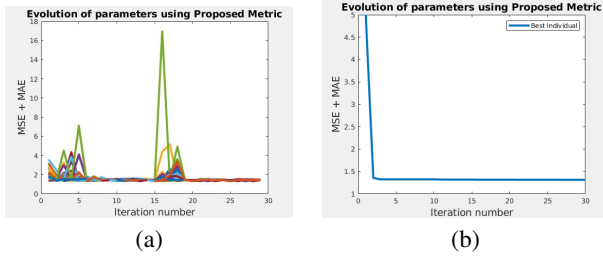 Evolution of parameters using Proposed Metric
18
16
14
12
10
8
6
4
2
0
MSE + MAE
0 5 10 15 20 25 30
Iteration number
(a)
Evolution of parameters using Proposed Metric
5
4.5
4
3.5
3
2.5
2
1.5
1
MSE + MAE
Best Individual
0 5 10 15 20 25 30
Iteration number
(b)